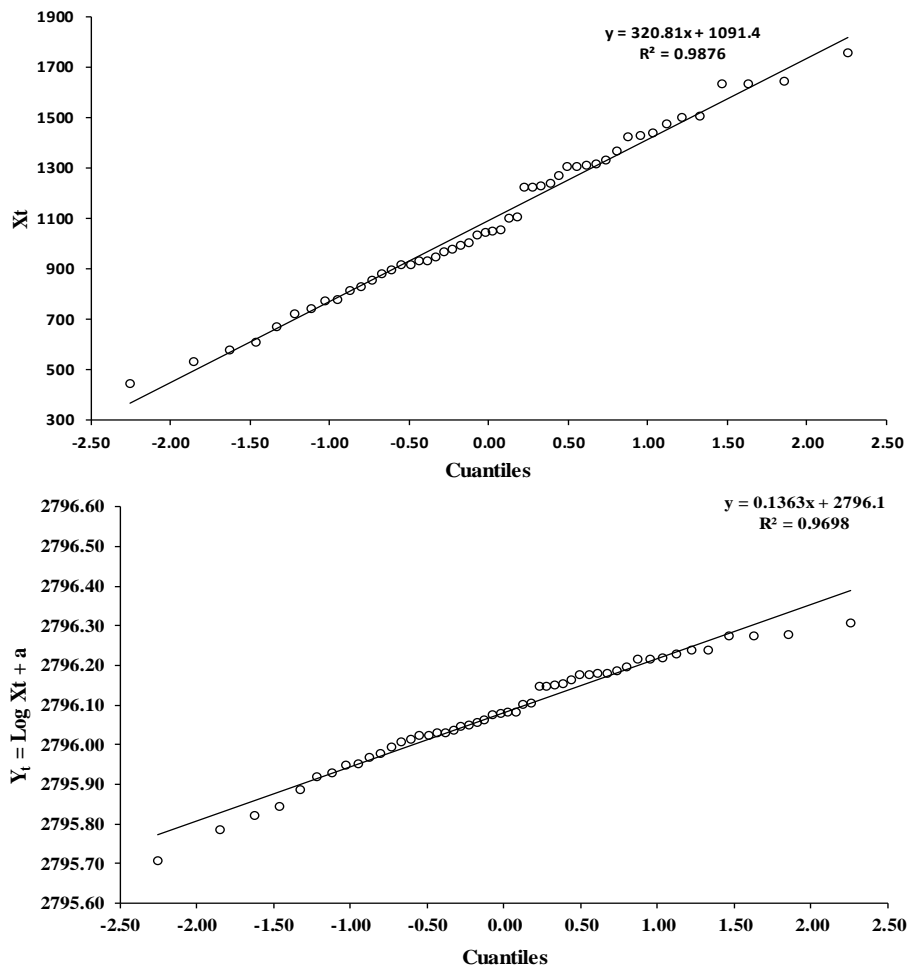 1900
1700
1500
1300
1100
900
700
500
300
Xt
y = 320.81x + 1091.4
R² = 0.9876
-2.50 -2.00 -1.50 -1.00 -0.50 0.00 0.50 1.00 1.50 2.00 2.50
Cuantiles
2796.60
2796.50
2796.40
2796.30
2796.20
2796.10
2796.00
2795.90
2795.80
2795.70
2795.60
Yt = Log Xt + a
y = 0.1363x + 2796.1
R² = 0.9698
-2.50 -2.00 -1.50 -1.00 -0.50 0.00 0.50 1.00 1.50 2.00 2.50
Cuantiles